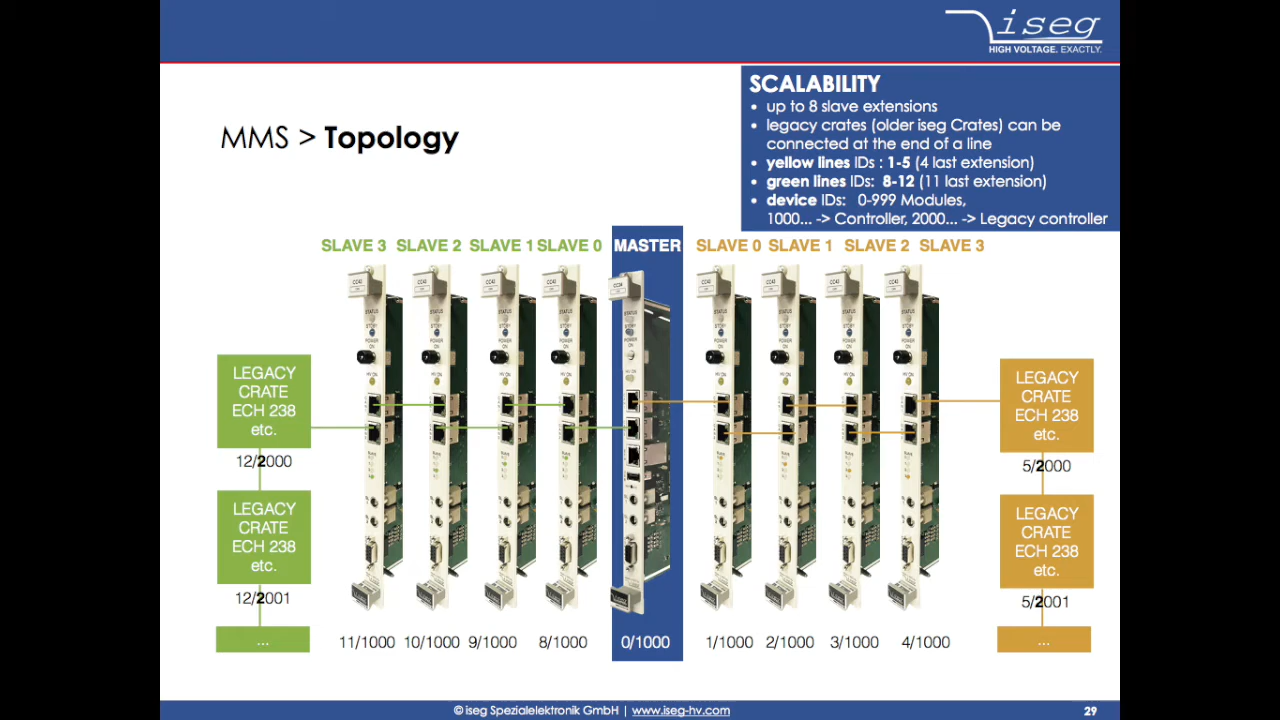 iseg
HIGH VOLTAGE. EXACTLY.
MMS > Topology
SCALABILITY
• up to 8 slave extensions
• legacy crates (older iseg Crates) can be
connected at the end of a line
• yellow lines IDs : 1-5 (4 last extension)
• green lines IDs: 8-12 (11 last extension)
• device IDs: 0-999 Modules,
1000... -> Controller, 2000... -> Legacy controller
SLAVE 3 SLAVE 2 SLAVE 1 SLAVE 0 MASTER SLAVE 0 SLAVE 1 SLAVE 2 SLAVE 3
LEGACY
CRATE
ECH 238
etc.
12/2000
LEGACY
CRATE
ECH 238
etc.
12/2001
...
LEGACY
CRATE
ECH 238
etc.
5/2000
LEGACY
CRATE
ECH 238
etc.
5/2001
...
11/1000 10/1000 9/1000 8/1000 0/1000 1/1000 2/1000 3/1000 4/1000
© iseg Spezialelektronik GmbH | www.iseg-hv.com
29